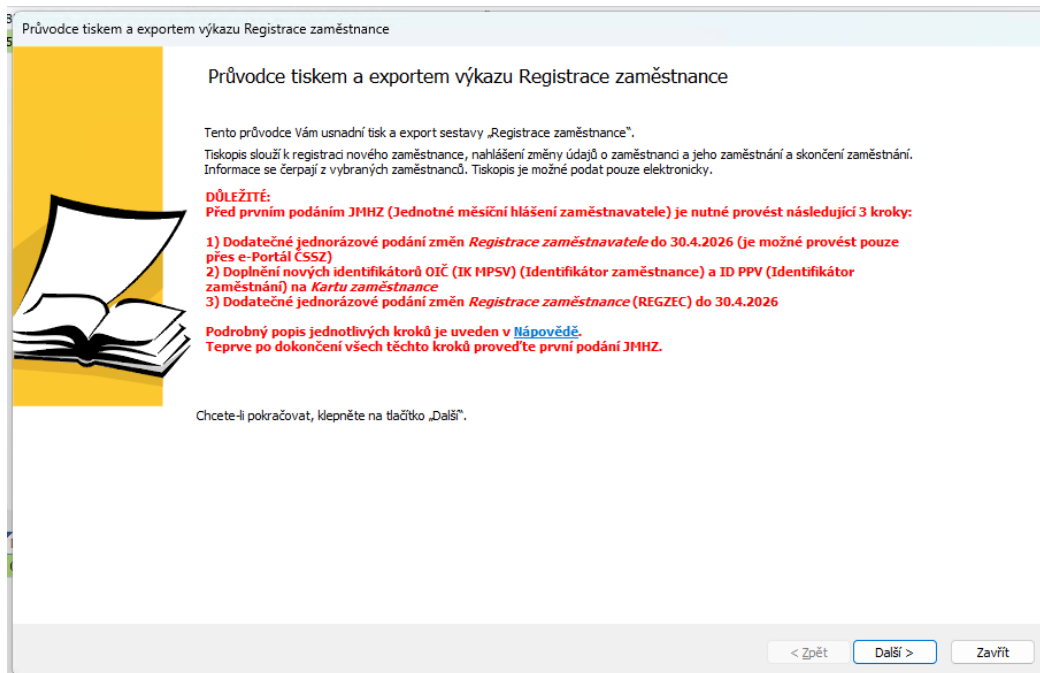 Průvodce tiskem a exportem výkazu Registrace zaměstnance
Průvodce tiskem a exportem výkazu Registrace zaměstnance
Tento průvodce Vám usnadní tisk a export sestavy „Registrace zaměstnance“.
Tiskopis slouží k registraci nového zaměstnance, nahlášení změny údajů o zaměstnanci a jeho zaměstnání a skončení zaměstnání.
Informace se čerpají z vybraných zaměstnanců. Tiskopis je možné podat pouze elektronicky.
DŮLEŽITÉ:
Před prvním podáním JMHZ (Jednotné měsíční hlášení zaměstnavatele) je nutné provést následující 3 kroky:
1) Dodatečné jednorázové podání změn Registrace zaměstnavatele do 30.4.2026 (je možné provést pouze
přes e-Portál ČSSZ)
2) Doplnění nových identifikátorů OIČ (IK MPSV) (Identifikátor zaměstnance) a ID PPV (Identifikátor
zaměstnání) na Kartu zaměstnance
3) Dodatečné jednorázové podání změn Registrace zaměstnance (REGZEC) do 30.4.2026
Podrobný popis jednotlivých kroků je uveden v Nápovědě.
Teprve po dokončení všech těchto kroků proveďte první podání JMHZ.
Chcete-li pokračovat, klepněte na tlačítko „Další“.
< Zpět
Další >
Zavřít